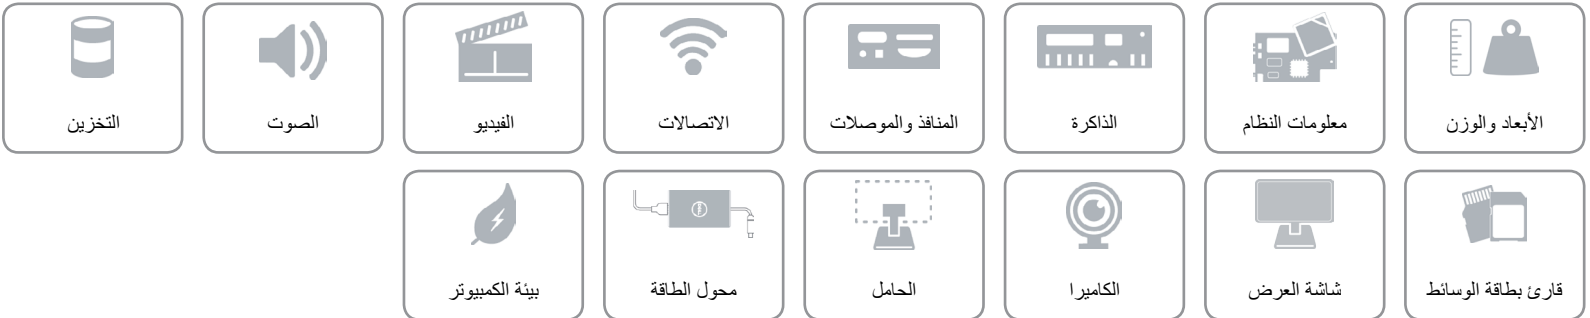 الأبعاد والوزن
معلومات النظام
الذاكرة
المنافذ والموصلات
الاتصالات
الفيديو
الصوت
التخزين
قارئ بطاقة الوسائط
شاشة العرض
الكاميرا
الحامل
محول الطاقة
بيئة الكمبيوتر